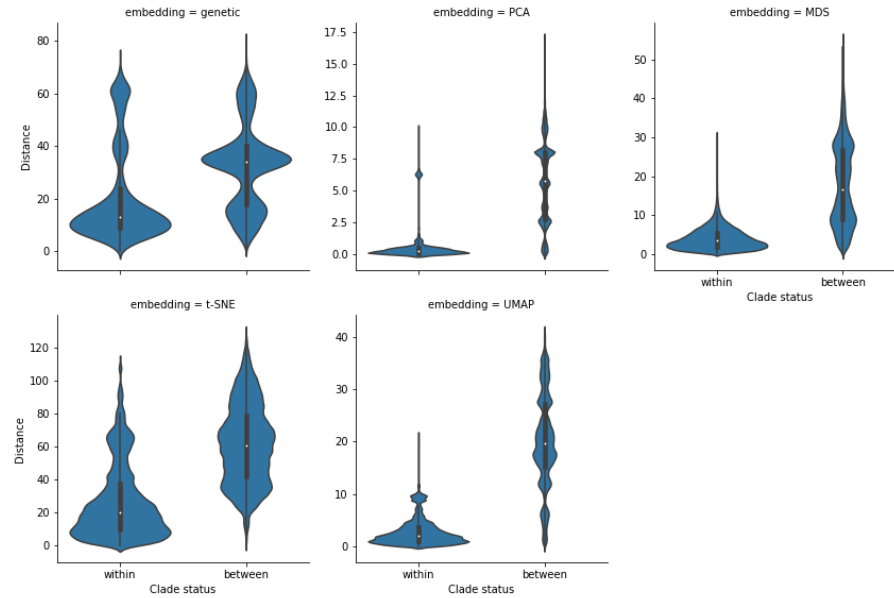 embedding = genetic
80
60
40
20
0
Distance
embedding = PCA
17.5
15.0
12.5
10.0
7.5
5.0
2.5
0.0
embedding = MDS
50
40
30
20
10
0
within
between
Clade status
embedding = t-SNE
120
100
80
60
40
20
0
Distance
within
between
Clade status
embedding = UMAP
40
30
20
10
0
within
between
Clade status